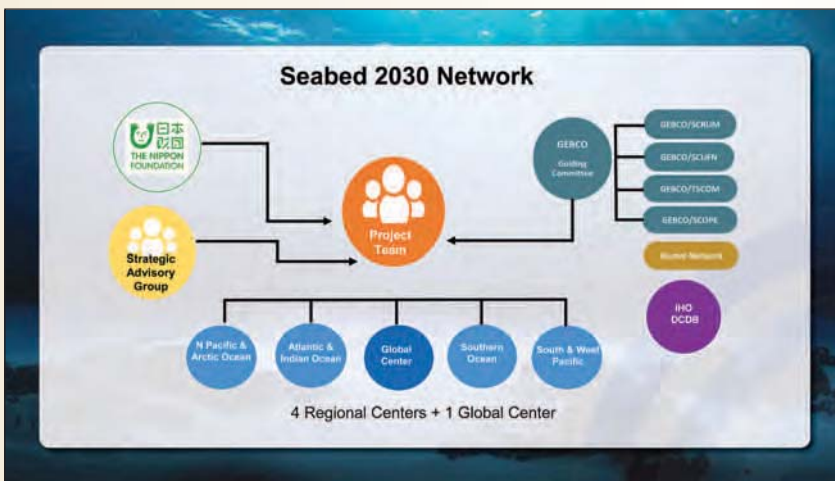 Seabed 2030 Network
日本
財団
THE NIPPON
FOUNDATION
Strategic
Advisory
Group
Project
Team
GEBCO
Guiding
Committee
GEBCO/SCRUM
GEBCO/SCUFN
GEBCO/TSCOM
GEBCO/SCOPE
Alumni Network
IHO
DCDB
N Pacific &
Arctic Ocean
Atlantic &
Indian Ocean
Global
Center
Southern
Ocean
South & West
Pacific
4 Regional Centers + 1 Global Center